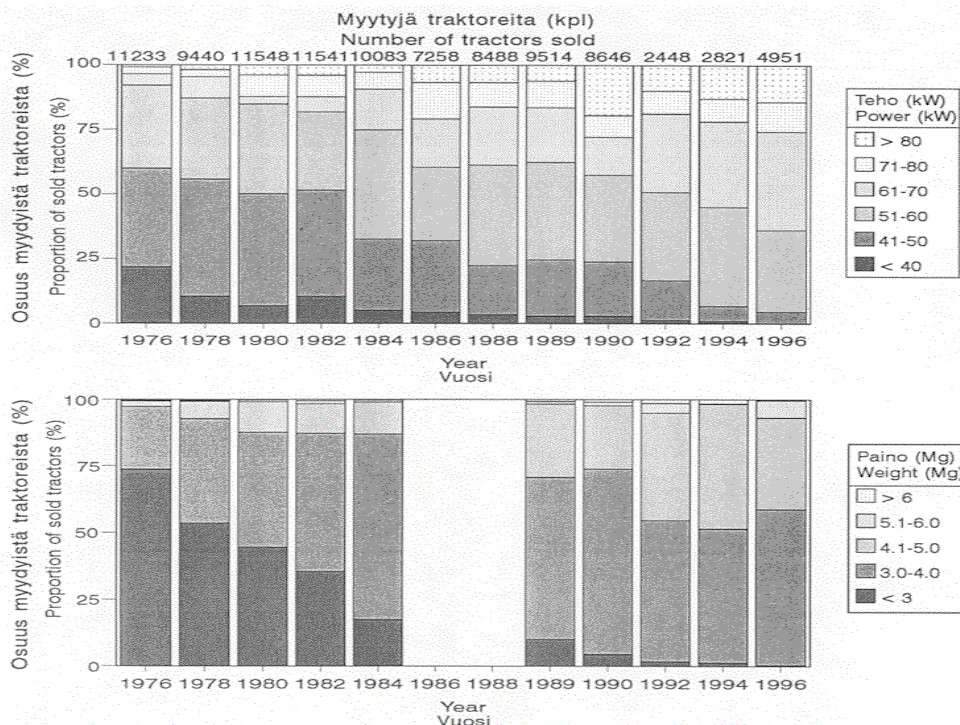 Myytyjä traktoreita (kpl)
Number of tractors sold
11233 9440 11548 11541 10083 7258 8488 9514 8646 2448 2821 4951
Osuus myydyistä traktoreista (%)
Proportion of sold tractors (%)
100
75
50
25
0
1976 1978 1980 1982 1984 1986 1988 1989 1990 1992 1994 1996
Year
Vuosi
Teho (kW)
Power (kW)
> 80
71-80
61-70
51-60
41-50
< 40
Osuus myydyistä traktoreista (%)
Proportion of sold tractors (%)
100
75
50
25
0
1976 1978 1980 1982 1984 1986 1988 1989 1990 1992 1994 1996
Year
Vuosi
Paino (Mg)
Weight (Mg)
> 6
5.1-6.0
4.1-5.0
3.0-4.0
< 3